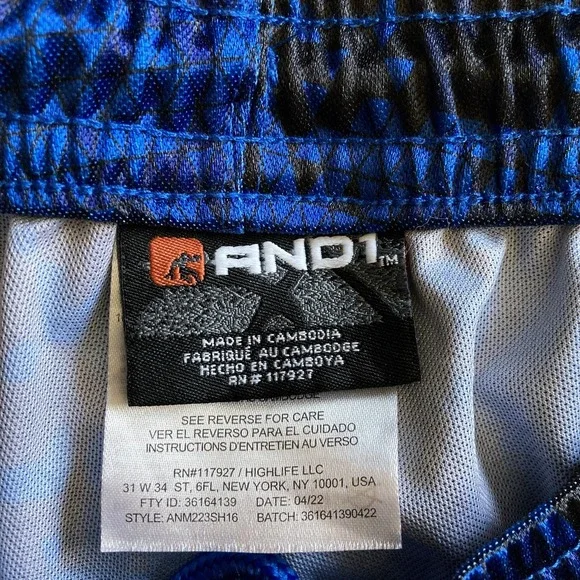 AND1 TM
MADE IN CAMBODIA
FABRIQUÉ AU CAMBODGE
HECHO EN CAMBOYA
RN # 117927
SEE REVERSE FOR CARE
VER EL REVERSO PARA EL CUIDADO
INSTRUCTIONS D'ENTRETIEN AU VERSO
RN#117927 / HIGHLIFE LLC
31 W 34 ST, 6FL, NEW YORK, NY 10001, USA
FTY ID: 36164139 DATE: 04/22
STYLE: ANM223SH16 BATCH: 361641390422